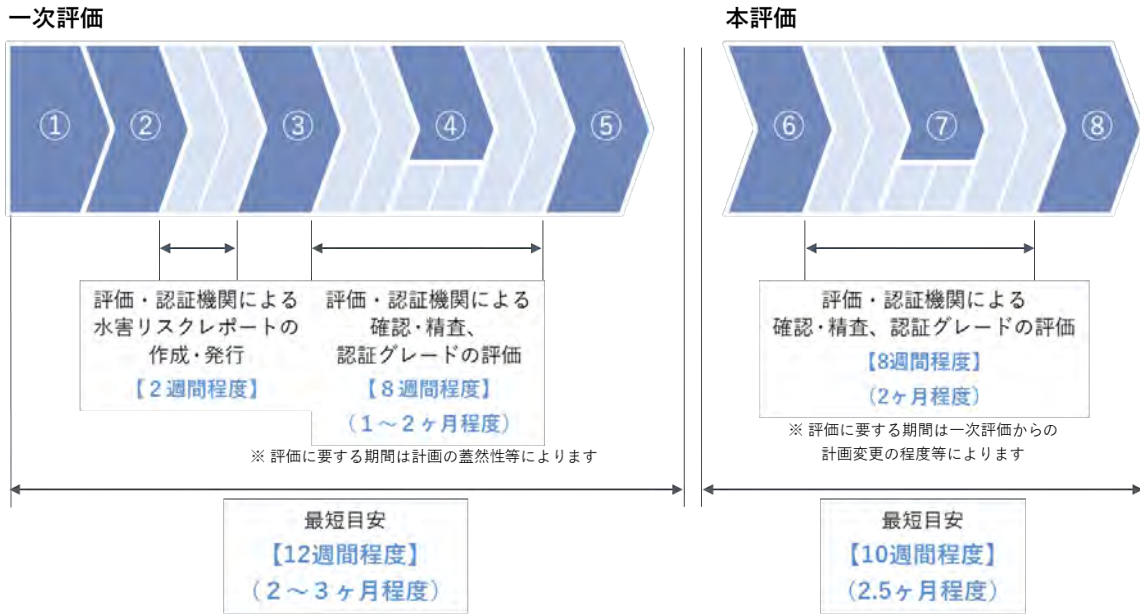 一次評価
① ② ③ ④ ⑤
評価・認証機関による
水害リスクレポートの
作成・発行
【２週間程度】
評価・認証機関による
確認・精査、
認証グレードの評価
【８週間程度】
（１～２ヶ月程度）
※ 評価に要する期間は計画の蓋然性等によります
最短目安
【12週間程度】
（２～３ヶ月程度）
本評価
⑥ ⑦ ⑧
評価・認証機関による
確認・精査、認証グレードの評価
【8週間程度】
(2ヶ月程度)
※ 評価に要する期間は一次評価からの
計画変更の程度等によります
最短目安
【10週間程度】
(2.5ヶ月程度)